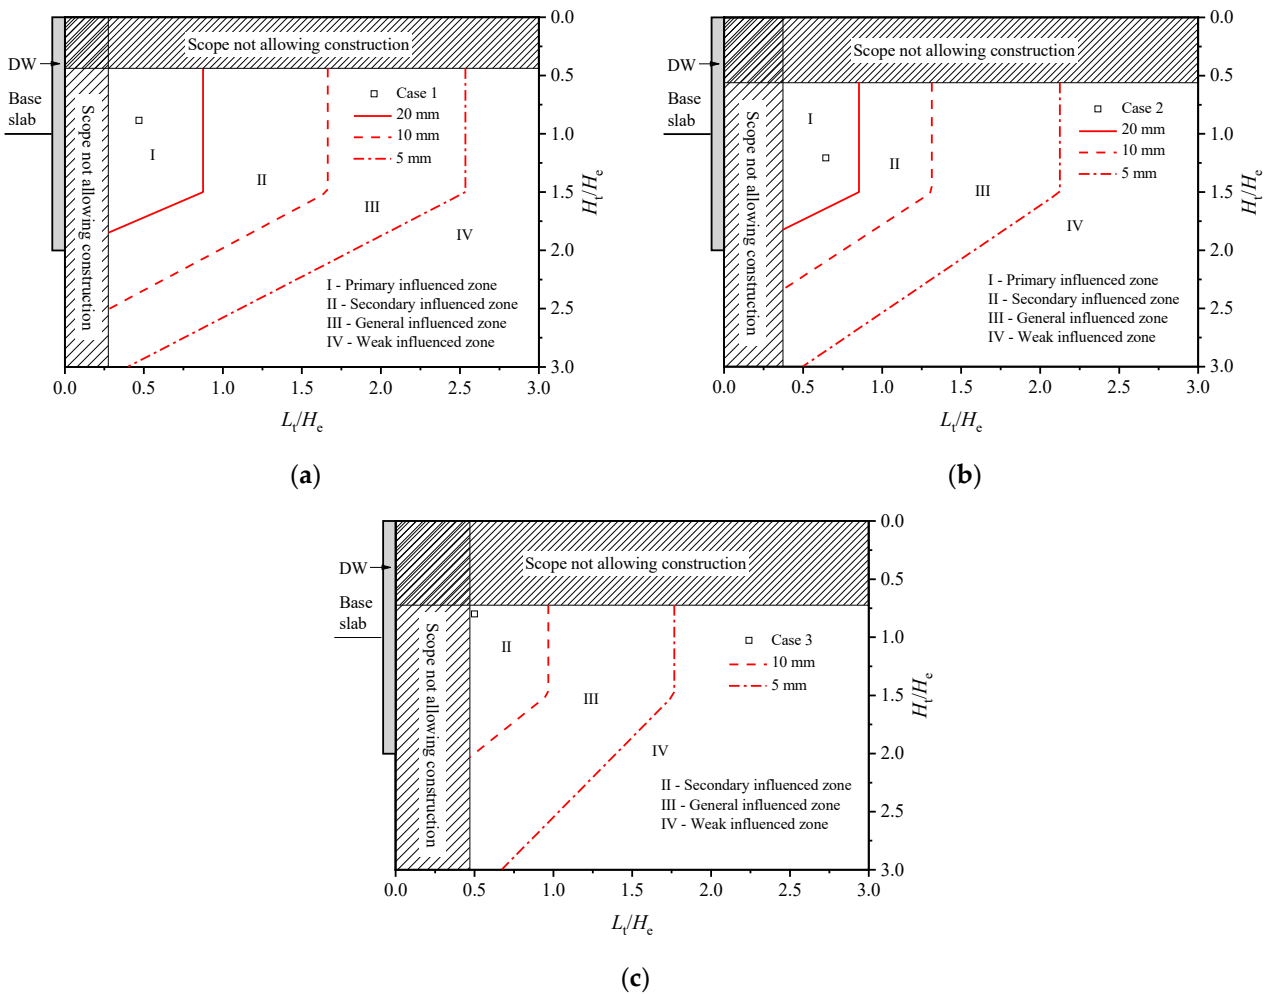 Scope not allowing construction
DW
Base
slab
Scope not allowing construction
Case 1
20 mm
10 mm
5 mm
I
II
III
IV
I - Primary influenced zone
II - Secondary influenced zone
III - General influenced zone
IV - Weak influenced zone
0.0
0.5
1.0
1.5
2.0
2.5
3.0
Ht/He
0.0 0.5 1.0 1.5 2.0 2.5 3.0
Lt/He
(a)
Scope not allowing construction
DW
Base
slab
Scope not allowing construction
Case 2
20 mm
10 mm
5 mm
I
II
III
IV
I - Primary influenced zone
II - Secondary influenced zone
III - General influenced zone
IV - Weak influenced zone
0.0
0.5
1.0
1.5
2.0
2.5
3.0
Ht/He
0.0 0.5 1.0 1.5 2.0 2.5 3.0
Lt/He
(b)
Scope not allowing construction
DW
Base
slab
Scope not allowing construction
Case 3
10 mm
5 mm
II
III
IV
II - Secondary influenced zone
III - General influenced zone
IV - Weak influenced zone
0.0
0.5
1.0
1.5
2.0
2.5
3.0
Ht/He
0.0 0.5 1.0 1.5 2.0 2.5 3.0
Lt/He
(c)